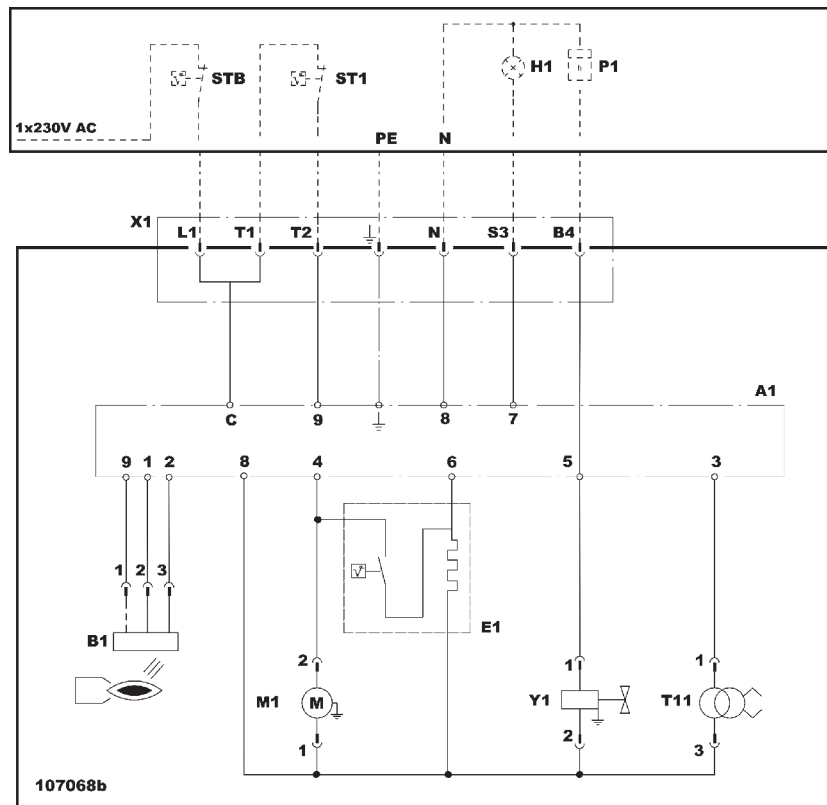 STB ST1 H1 P1
1x230V AC
PE N
X1
L1 T1 T2 N S3 B4
A1
C 9 8 7
9 1 2 8 4 6 5 3
1 2 3
E1
B1
2 1 1
M1 M Y1 T11
1 2 3
107068b